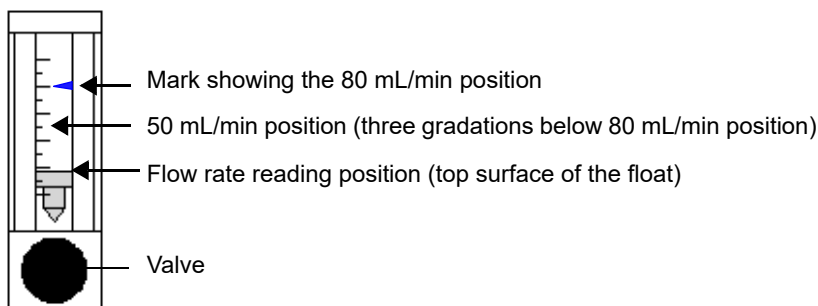 Mark showing the 80 mL/min position
50 mL/min position (three gradations below 80 mL/min position)
Flow rate reading position (top surface of the float)
Valve